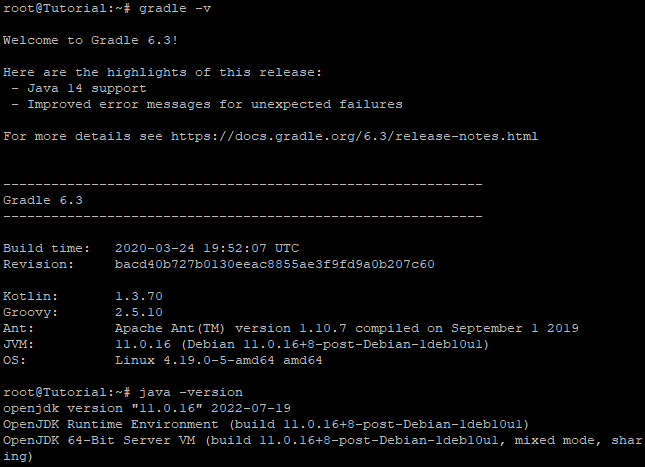 root@Tutorial:~# gradle -v
Welcome to Gradle 6.3!
Here are the highlights of this release:
 - Java 14 support
 - Improved error messages for unexpected failures
For more details see https://docs.gradle.org/6.3/release-notes.html
------------------------------------------------------------
Gradle 6.3
------------------------------------------------------------
Build time:   2020-03-24 19:52:07 UTC
Revision:     bacd40b727b0130eeac8855ae3f9fd9a0b207c60
Kotlin:       1.3.70
Groovy:       2.5.10
Ant:          Apache Ant(TM) version 1.10.7 compiled on September 1 2019
JVM:          11.0.16 (Debian 11.0.16+8-post-Debian-1deb10u1)
OS:           Linux 4.19.0-5-amd64 amd64
root@Tutorial:~# java -version
openjdk version "11.0.16" 2022-07-19
OpenJDK Runtime Environment (build 11.0.16+8-post-Debian-1deb10u1)
OpenJDK 64-Bit Server VM (build 11.0.16+8-post-Debian-1deb10u1, mixed mode, shar
ing)